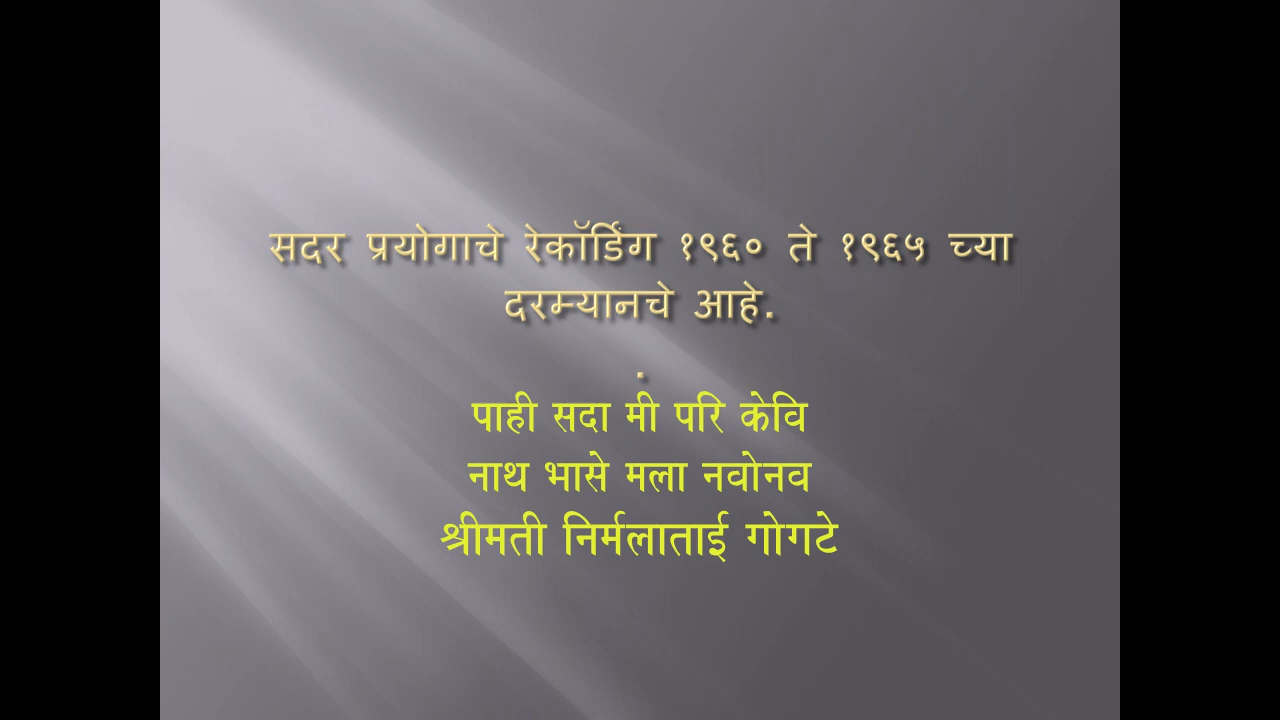 सदर प्रयोगाचे रेकॉर्डिंग १९६० ते १९६५ च्या
दरम्यानचे आहे.
.
पाही सदा मी परि केवि
नाथ भासे मला नवोनव
श्रीमती निर्मलाताई गोगटे